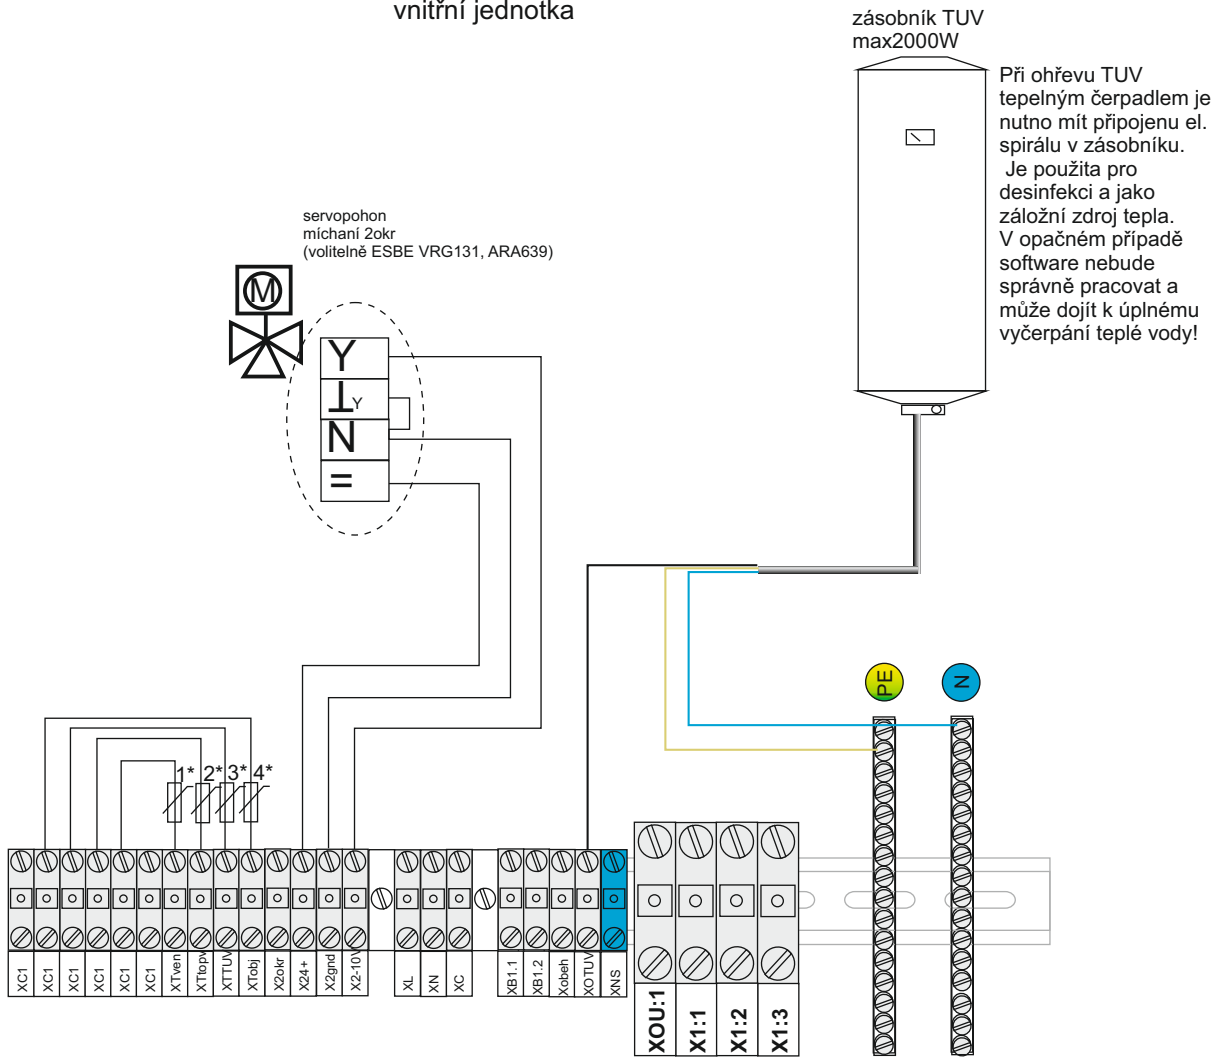 vnitřní jednotka
zásobník TUV
max2000W
Při ohřevu TUV
tepelným čerpadlem je
nutno mít připojenu el.
spirálu v zásobníku.
Je použita pro
desinfekci a jako
záložní zdroj tepla.
V opačném případě
software nebude
správně pracovat a
může dojít k úplnému
vyčerpání teplé vody!
servopohon
míchaní 2okr
(volitelně ESBE VRG131, ARA639)
M
Y
⊥Y
N
=
PE
N
1* 2* 3* 4*
XC1
XC1
XC1
XC1
XC1
XC1
XTven
XTtopv
XTTUV
XTobj
X2okr
X24+
X2gnd
X2-10V
XL
XN
XC
XB1.1
XB1.2
Xobeh
XOTUV
XNS
XOU:1
X1:1
X1:2
X1:3